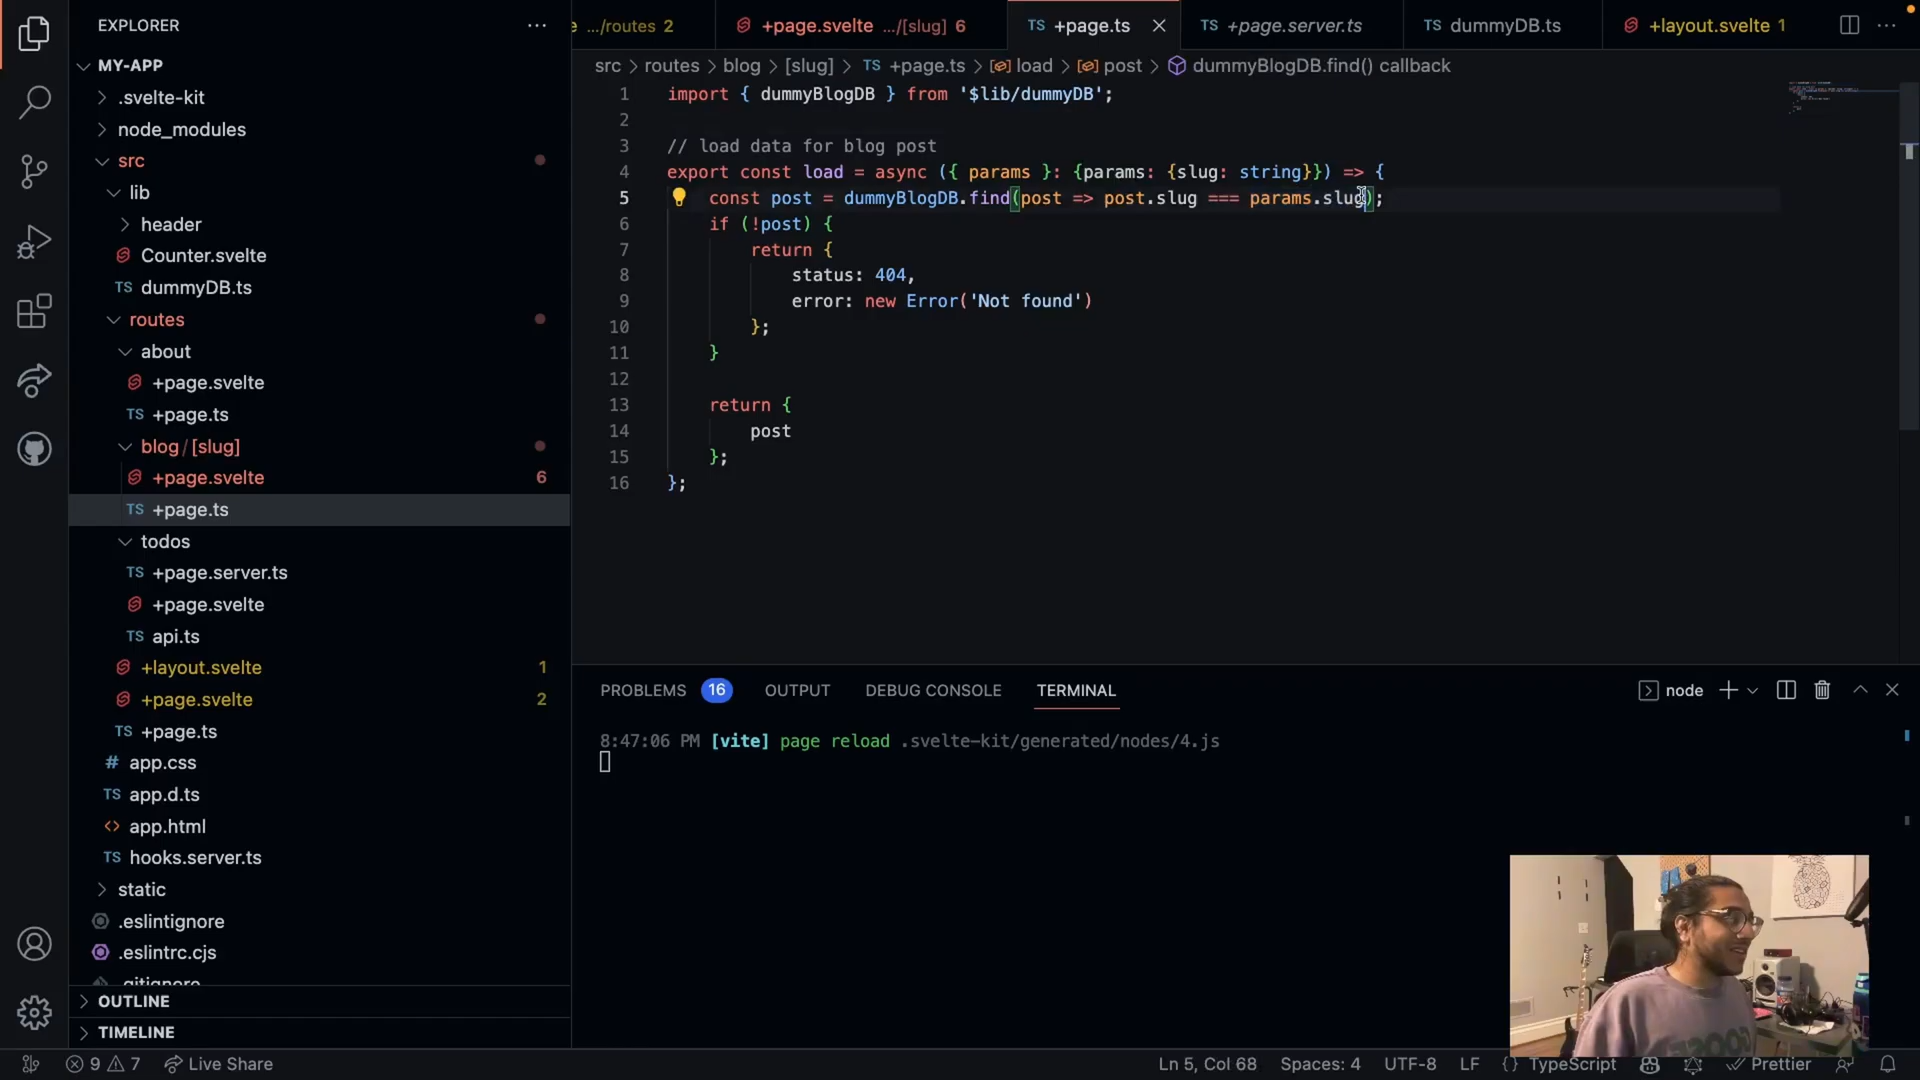 EXPLORER
MY-APP
.svelte-kit
node_modules
src
lib
header
Counter.svelte
TS dummyDB.ts
routes
about
+page.svelte
TS +page.ts
blog / [slug]
+page.svelte 6
TS +page.ts
todos
TS +page.server.ts
+page.svelte
TS api.ts
+layout.svelte 1
+page.svelte 2
TS +page.ts
# app.css
TS app.d.ts
<> app.html
TS hooks.server.ts
static
.eslintignore
.eslintrc.cjs
.gitignore
OUTLINE
TIMELINE
.../routes 2
+page.svelte .../[slug] 6
TS +page.ts
TS +page.server.ts
TS dummyDB.ts
+layout.svelte 1
src > routes > blog > [slug] > TS +page.ts > load > post > dummyBlogDB.find() callback
1 import { dummyBlogDB } from '$lib/dummyDB';
2
3 // load data for blog post
4 export const load = async ({ params }: {params: {slug: string}}) => {
5 const post = dummyBlogDB.find(post => post.slug === params.slug);
6 if (!post) {
7 return {
8 status: 404,
9 error: new Error('Not found')
10 };
11 }
12
13 return {
14 post
15 };
16 };
PROBLEMS 16 OUTPUT DEBUG CONSOLE TERMINAL
node
8:47:06 PM [vite] page reload .svelte-kit/generated/nodes/4.js
9 7 Live Share
Ln 5, Col 68 Spaces: 4 UTF-8 LF {} TypeScript Prettier